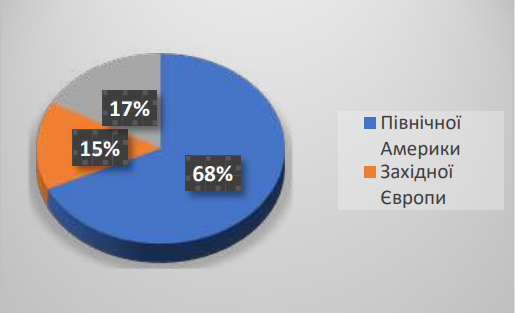 17%
15%
68%
Північної
Америки
Західної
Європи